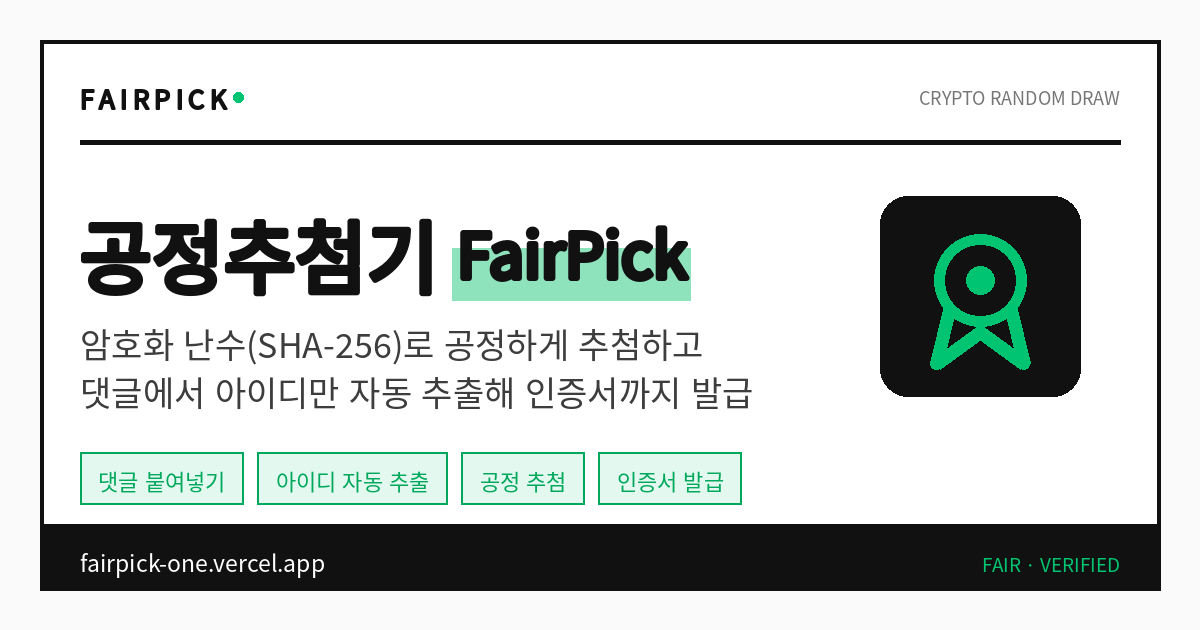 FAIRPICK
CRYPTO RANDOM DRAW
공정추첨기 FairPick
암호화 난수(SHA-256)로 공정하게 추첨하고
댓글에서 아이디만 자동 추출해 인증서까지 발급
댓글 붙여넣기
아이디 자동 추출
공정 추첨
인증서 발급
fairpick-one.vercel.app
FAIR · VERIFIED